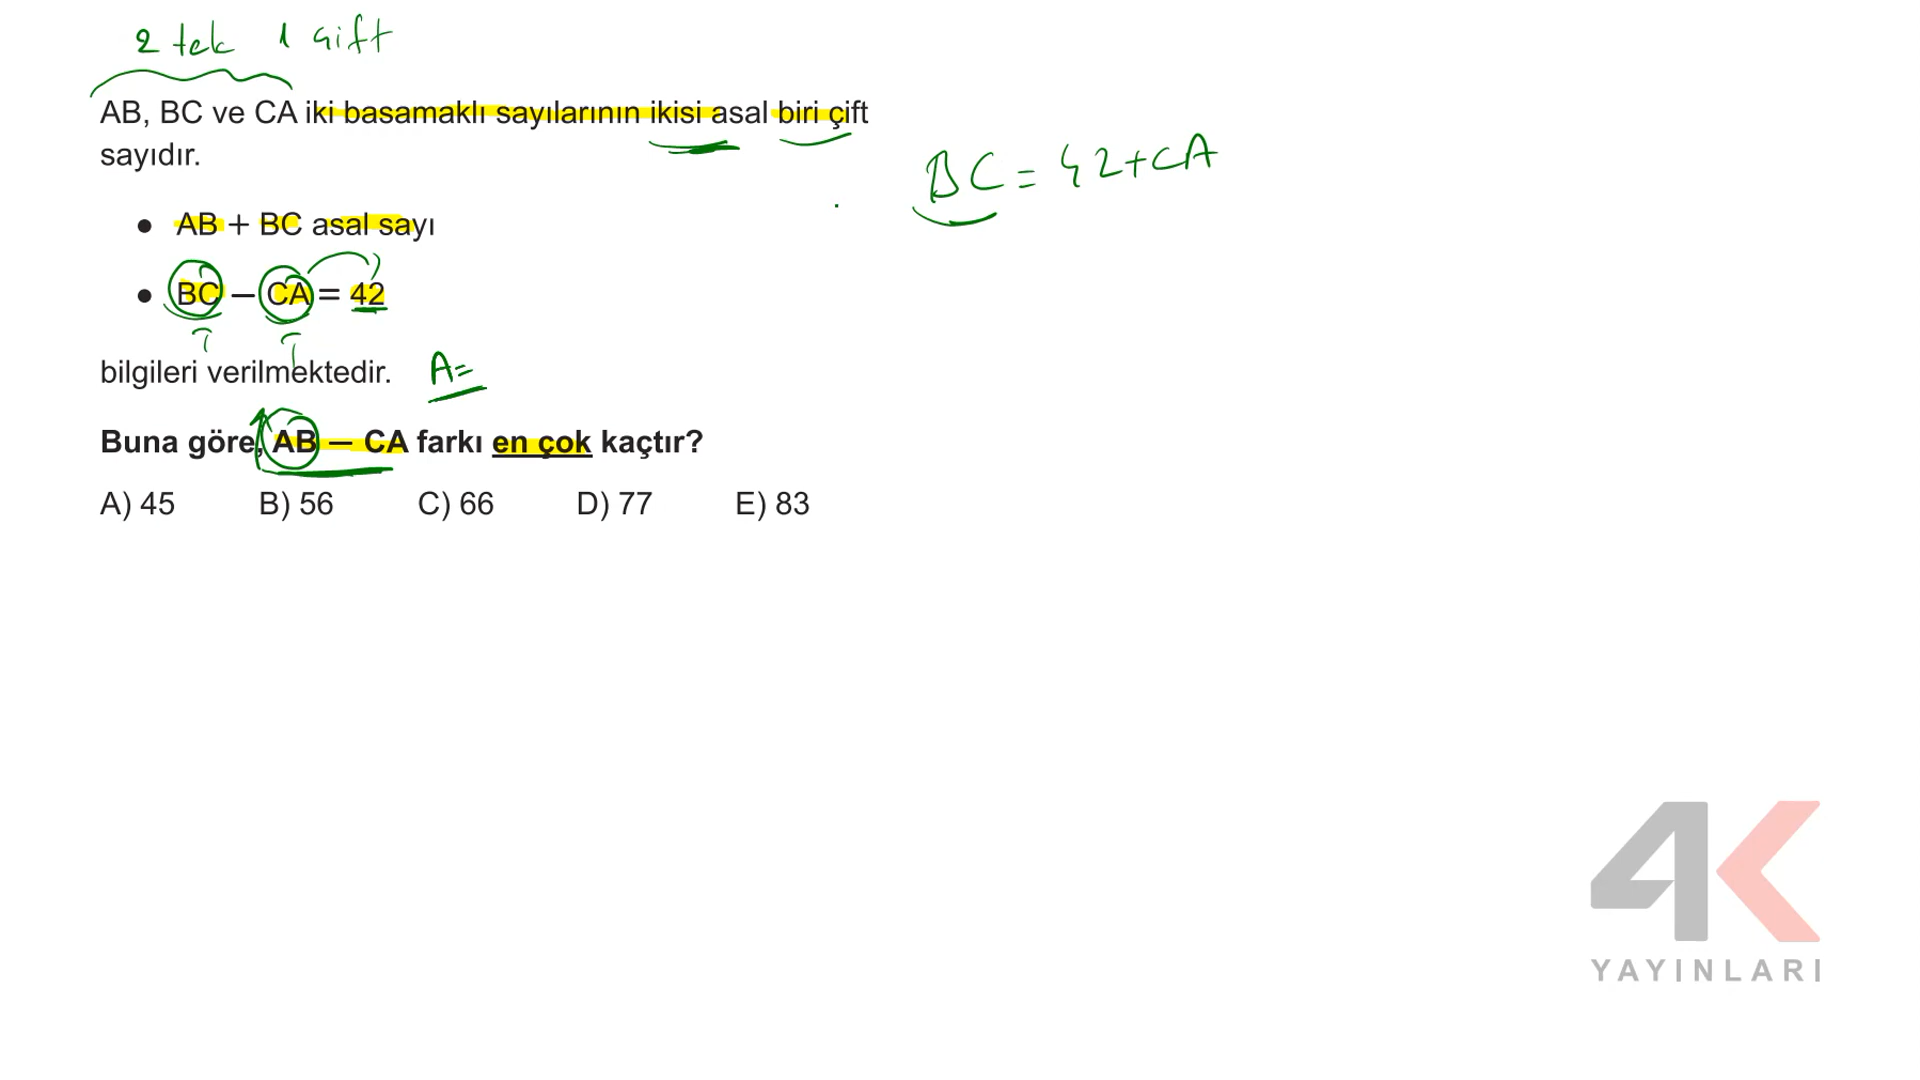 2 tek 1 çift
AB, BC ve CA iki basamaklı sayılarının ikisi asal biri çift
sayıdır.
BC = 42+CA
● AB + BC asal sayı
● BC − CA = 42
T T
bilgileri verilmektedir. A=
Buna göre, AB — CA farkı en çok kaçtır?
A) 45 B) 56 C) 66 D) 77 E) 83
4K
YAYINLARI